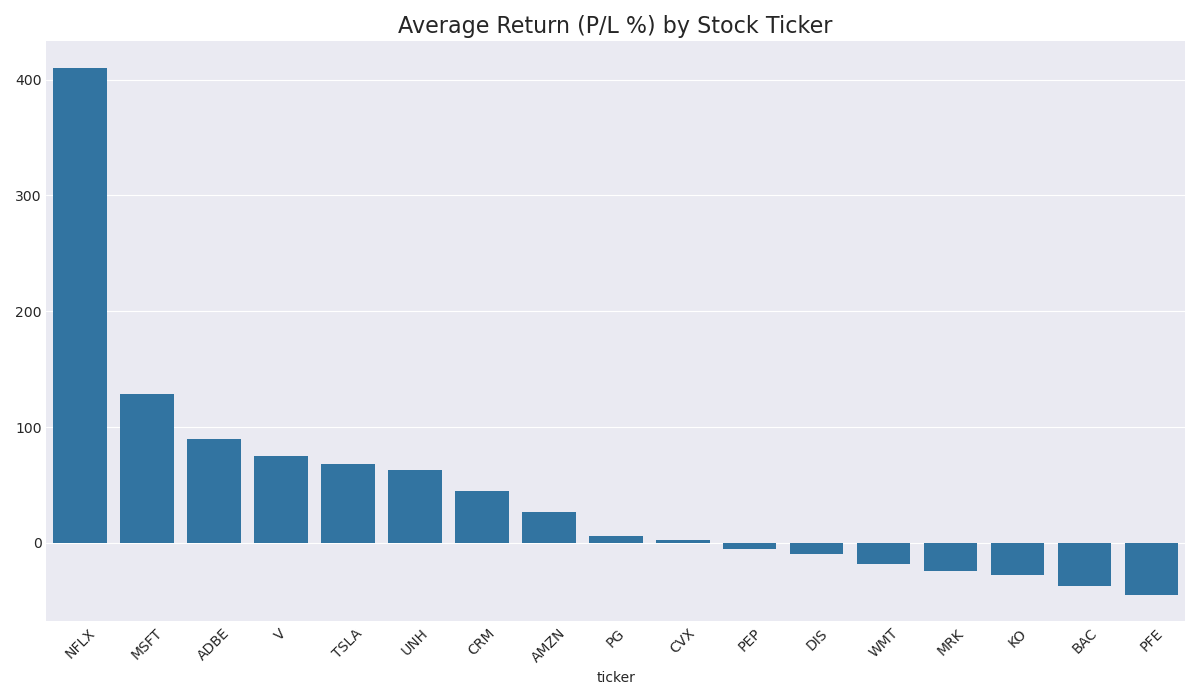 Average Return (P/L %) by Stock Ticker
400
300
200
100
0
NFLX MSFT ADBE V TSLA UNH CRM AMZN PG CVX PEP DIS WMT MRK KO BAC PFE
ticker